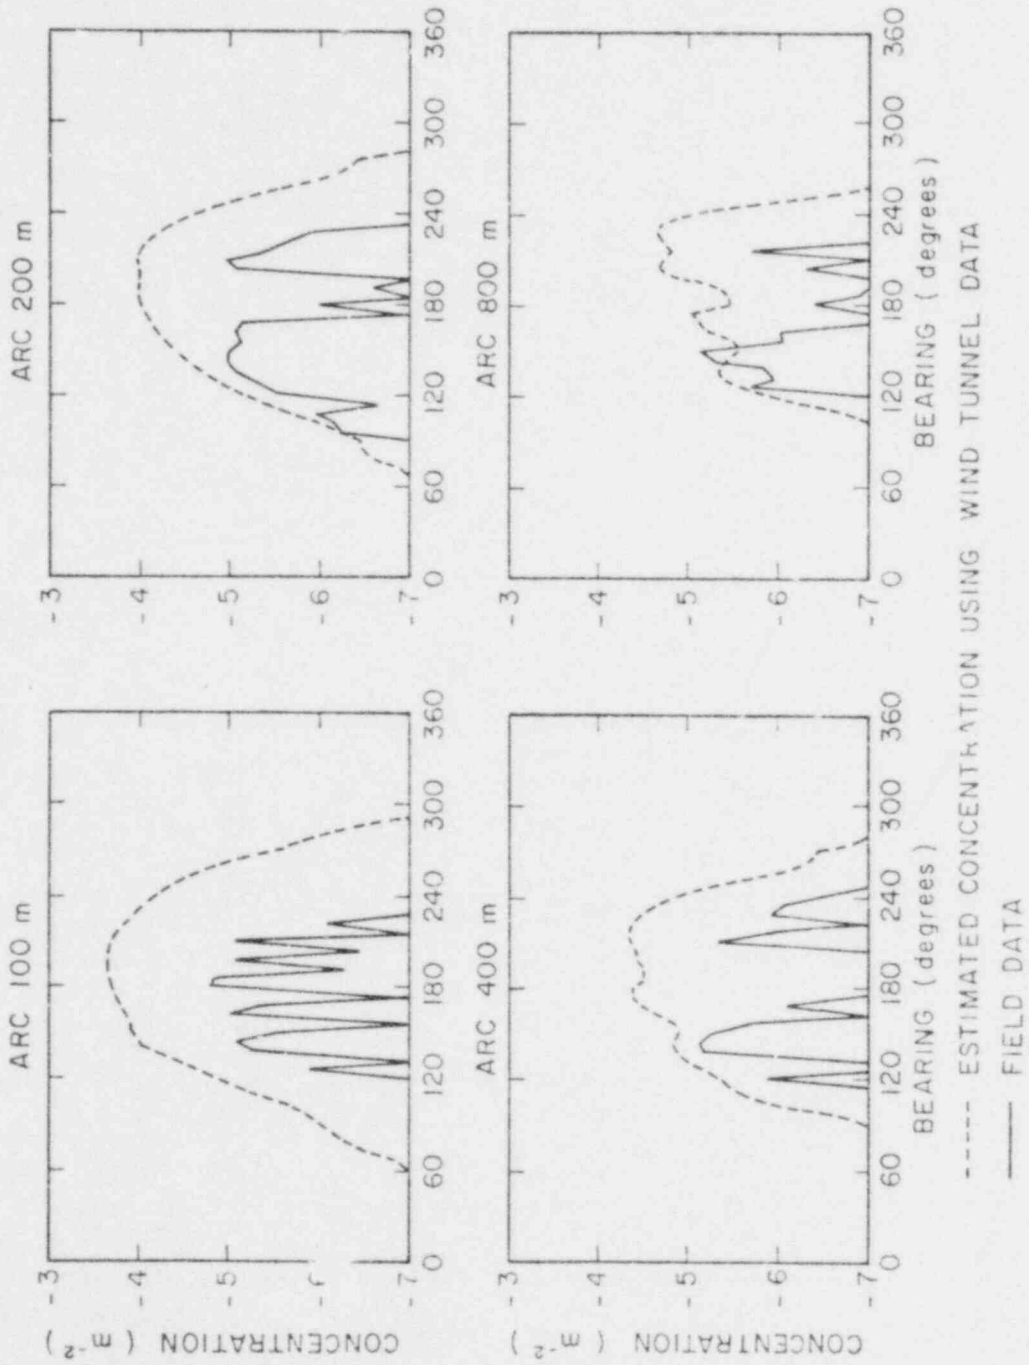 ARC 100 m
CONCENTRATION ( m⁻² )
- 3
- 4
- 5
- 7
0 60 120 180 240 300 360
ARC 200 m
- 3
- 4
- 5
- 6
- 7
0 60 120 180 240 300 360
ARC 400 m
CONCENTRATION ( m⁻² )
- 3
- 4
- 5
- 6
- 7
0 60 120 180 240 300 360
BEARING (degrees)
ARC 800 m
- 3
- 4
- 5
- 6
- 7
0 60 120 180 240 300 360
BEARING ( degrees )
---- ESTIMATED CONCENTRATION USING WIND TUNNEL DATA
—— FIELD DATA